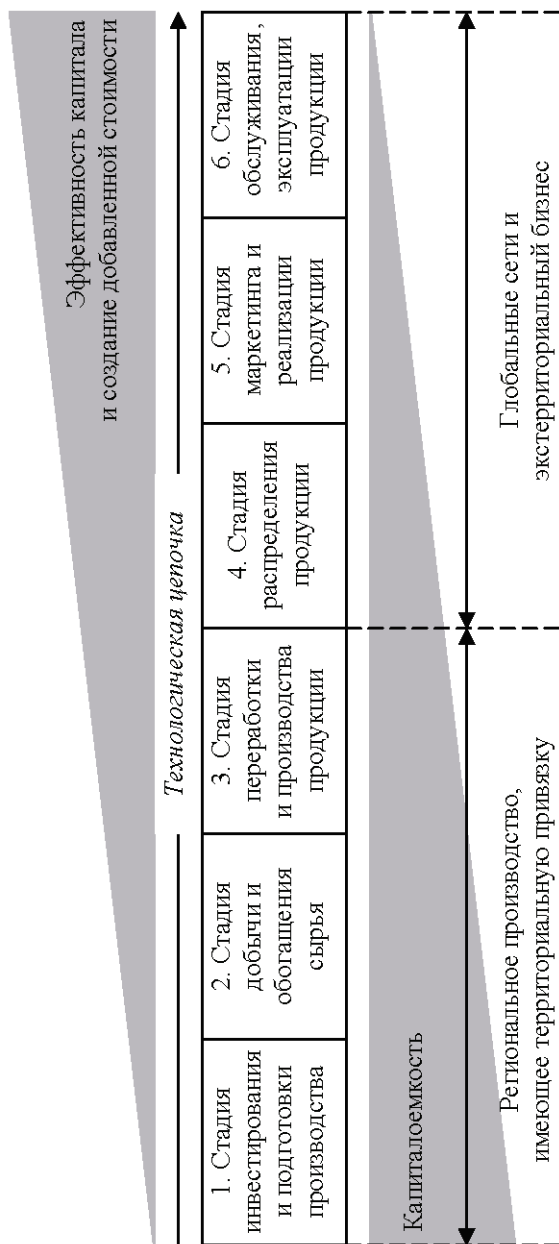 Эффективность капитала
и создание добавленной стоимости
Технологическая цепочка
1. Стадия
инвестирования
и подготовки
производства
2. Стадия
добычи и
обогащения
сырья
3. Стадия
переработки
и производства
продукции
4. Стадия
распределения
продукции
5. Стадия
маркетинга и
реализации
продукции
6. Стадия
обслуживания,
эксплуатации
продукции
Капиталоемкость
Региональное производство,
имеющее территориальную привязку
Глобальные сети и
экстерриториальный бизнес